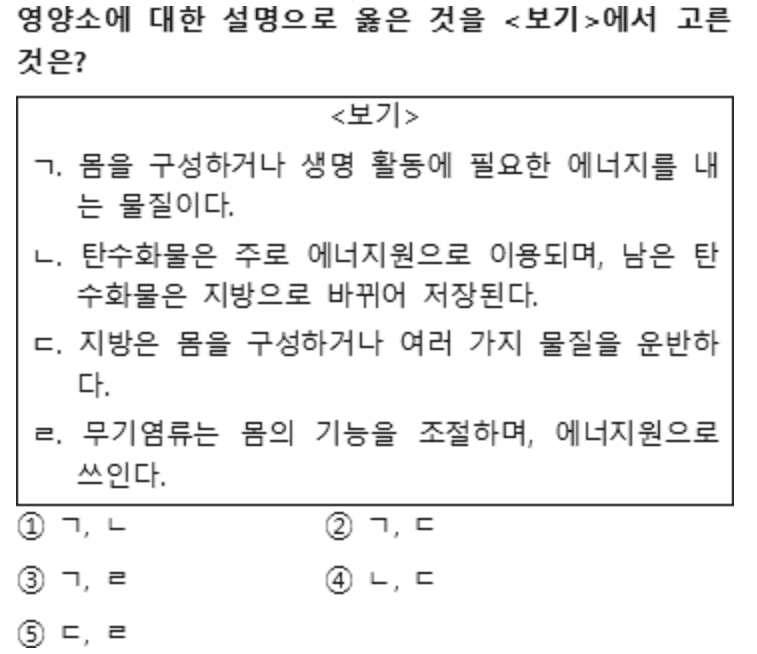 영양소에 대한 설명으로 옳은 것을 <보기>에서 고른
것은?
<보기>
ㄱ. 몸을 구성하거나 생명 활동에 필요한 에너지를 내
는 물질이다.
ㄴ. 탄수화물은 주로 에너지원으로 이용되며, 남은 탄
수화물은 지방으로 바뀌어 저장된다.
ㄷ. 지방은 몸을 구성하거나 여러 가지 물질을 운반하
다.
ㄹ. 무기염류는 몸의 기능을 조절하며, 에너지원으로
쓰인다.
① ㄱ, ㄴ ② ㄱ, ㄷ
③ ㄱ, ㄹ ④ ㄴ, ㄷ
⑤ ㄷ, ㄹ